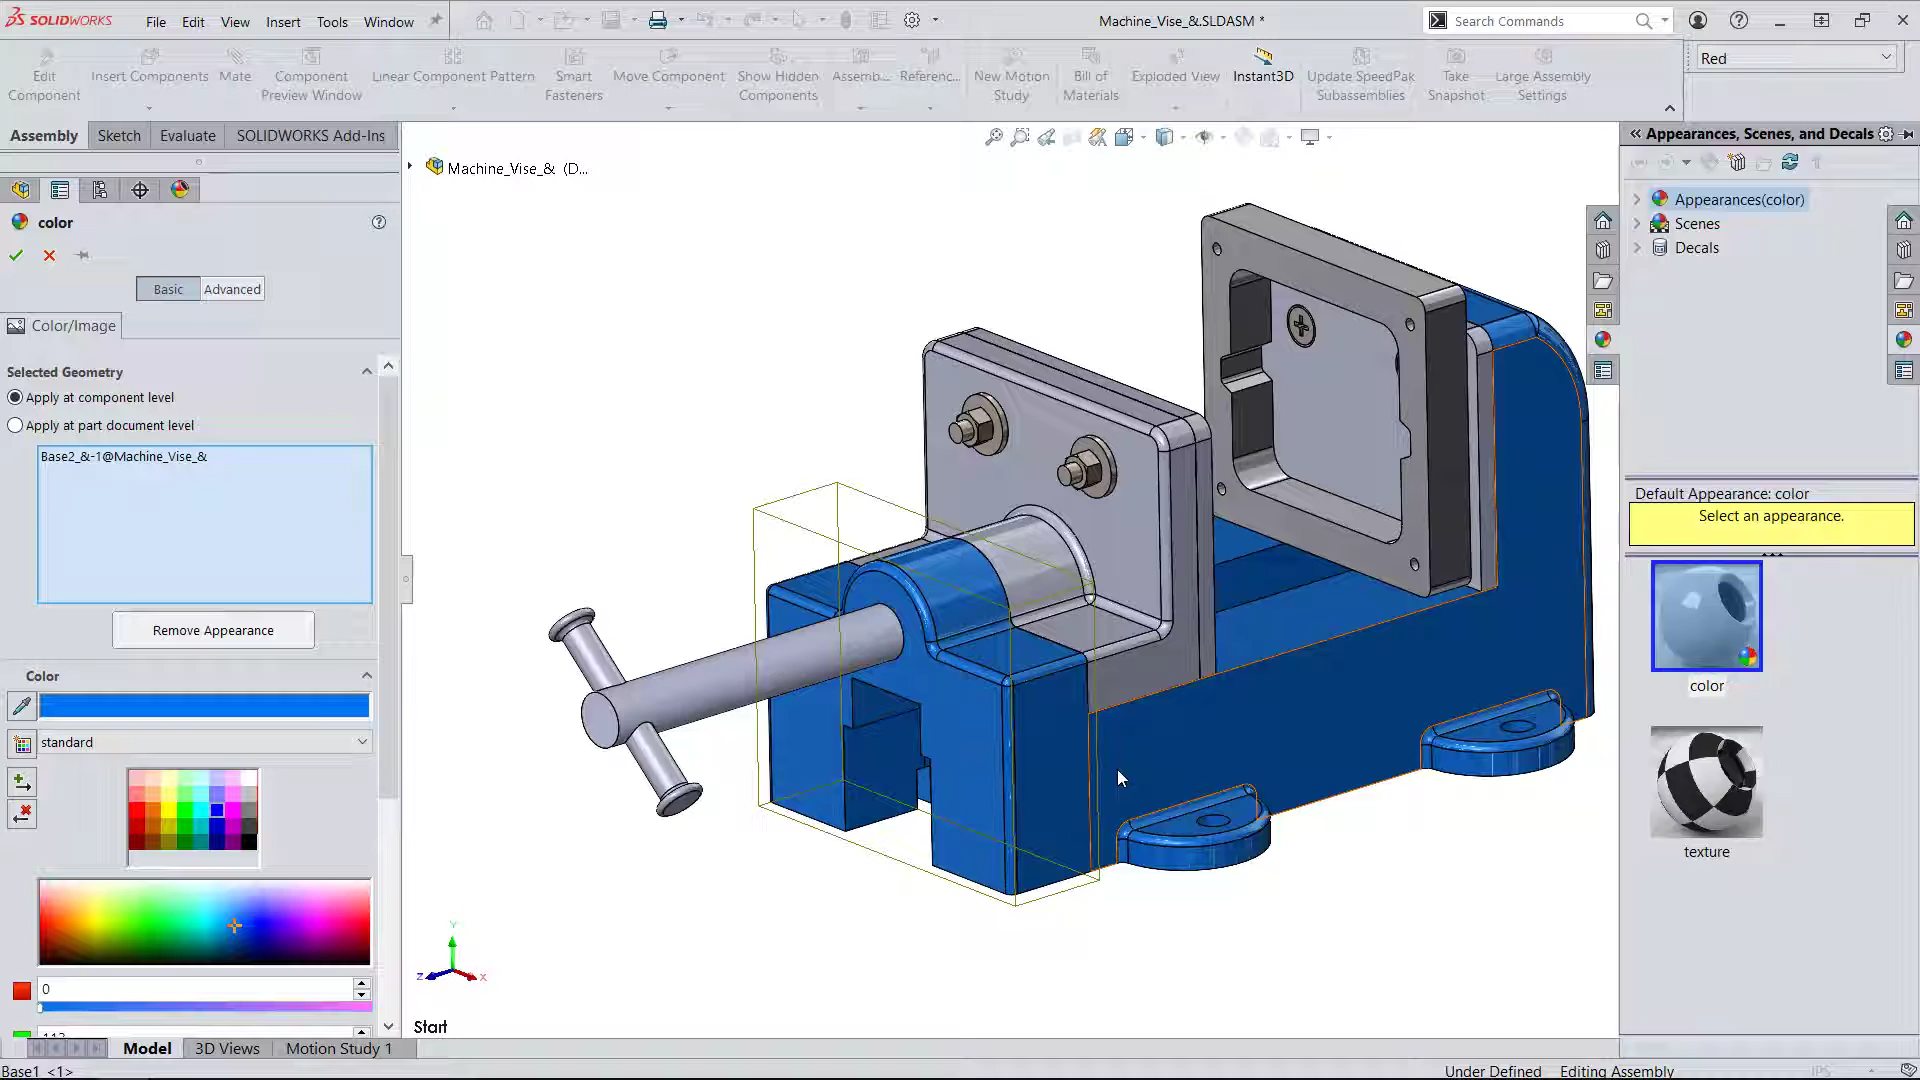 SOLIDWORKS File Edit View Insert Tools Window Machine_Vise_&.SLDASM * Search Commands
Edit Component
Insert Components
Mate
Component Preview Window
Linear Component Pattern
Smart Fasteners
Move Component
Show Hidden Components
Assemb...
Referenc...
New Motion Study
Bill of Materials
Exploded View
Instant3D
Update SpeedPak Subassemblies
Take Snapshot
Large Assembly Settings
Red
Assembly Sketch Evaluate SOLIDWORKS Add-Ins
Machine_Vise_& (D...
color
Basic Advanced
Color/Image
Selected Geometry
Apply at component level
Apply at part document level
Base2_&-1@Machine_Vise_&
Remove Appearance
Color
standard
0
Y
Z
X
Start
Appearances, Scenes, and Decals
Appearances(color)
Scenes
Decals
Default Appearance: color
Select an appearance.
color
texture
Model 3D Views Motion Study 1
Base1 <1> Under Defined Editing Assembly IPS